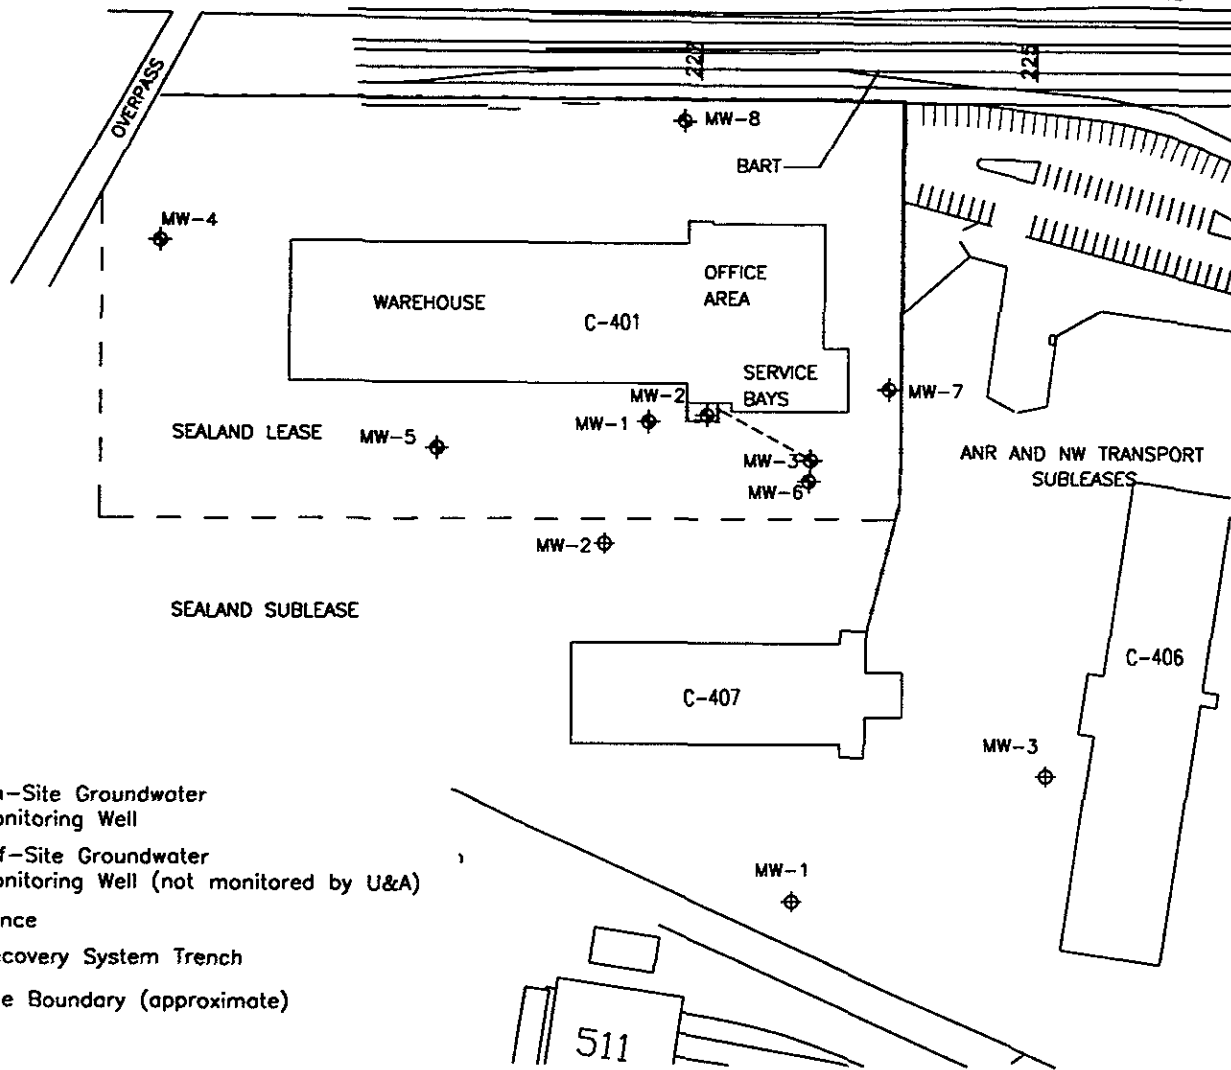 222
225
OVERPASS
MW-8
BART
MW-4
OFFICE
AREA
WAREHOUSE
C-401
SERVICE
BAYS
MW-2
MW-7
MW-1
SEALAND LEASE
MW-5
MW-3
MW-6
ANR AND NW TRANSPORT
SUBLEASES
MW-2
SEALAND SUBLEASE
C-406
C-407
MW-3
n-Site Groundwater
onitoring Well
f-Site Groundwater
onitoring Well (not monitored by U&A)
MW-1
nce
ecovery System Trench
e Boundary (approximate)
511